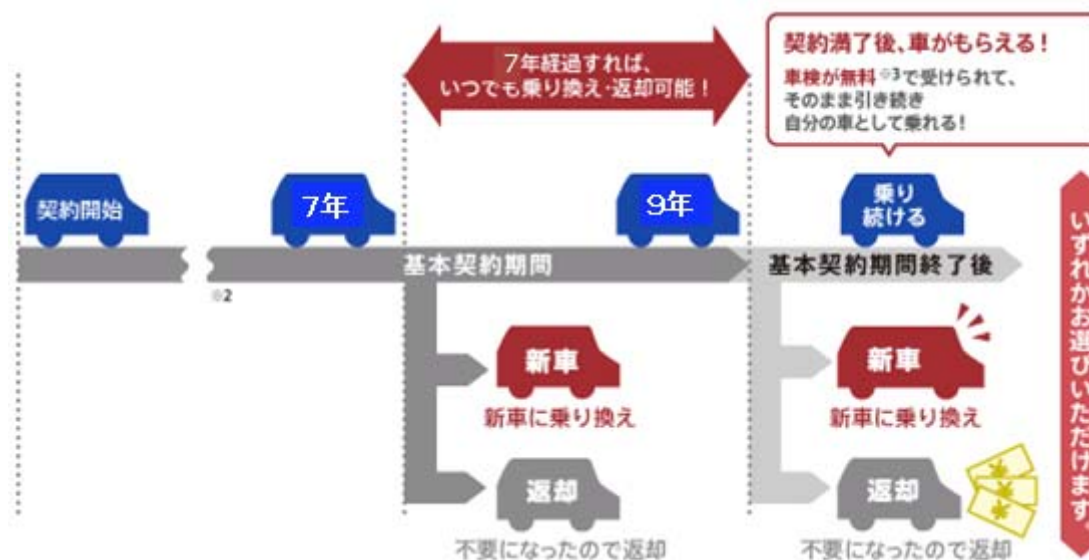 7年経過すれば、
いつでも乗り換え・返却可能！
契約満了後、車がもらえる！
車検が無料※3で受けられて、
そのまま引き続き
自分の車として乗れる！
契約開始
7年
9年
乗り
続ける
基本契約期間
基本契約期間終了後
※2
新車
新車に乗り換え
新車
新車に乗り換え
返却
不要になったので返却
返却
不要になったので返却
いずれかお選びいただけます。